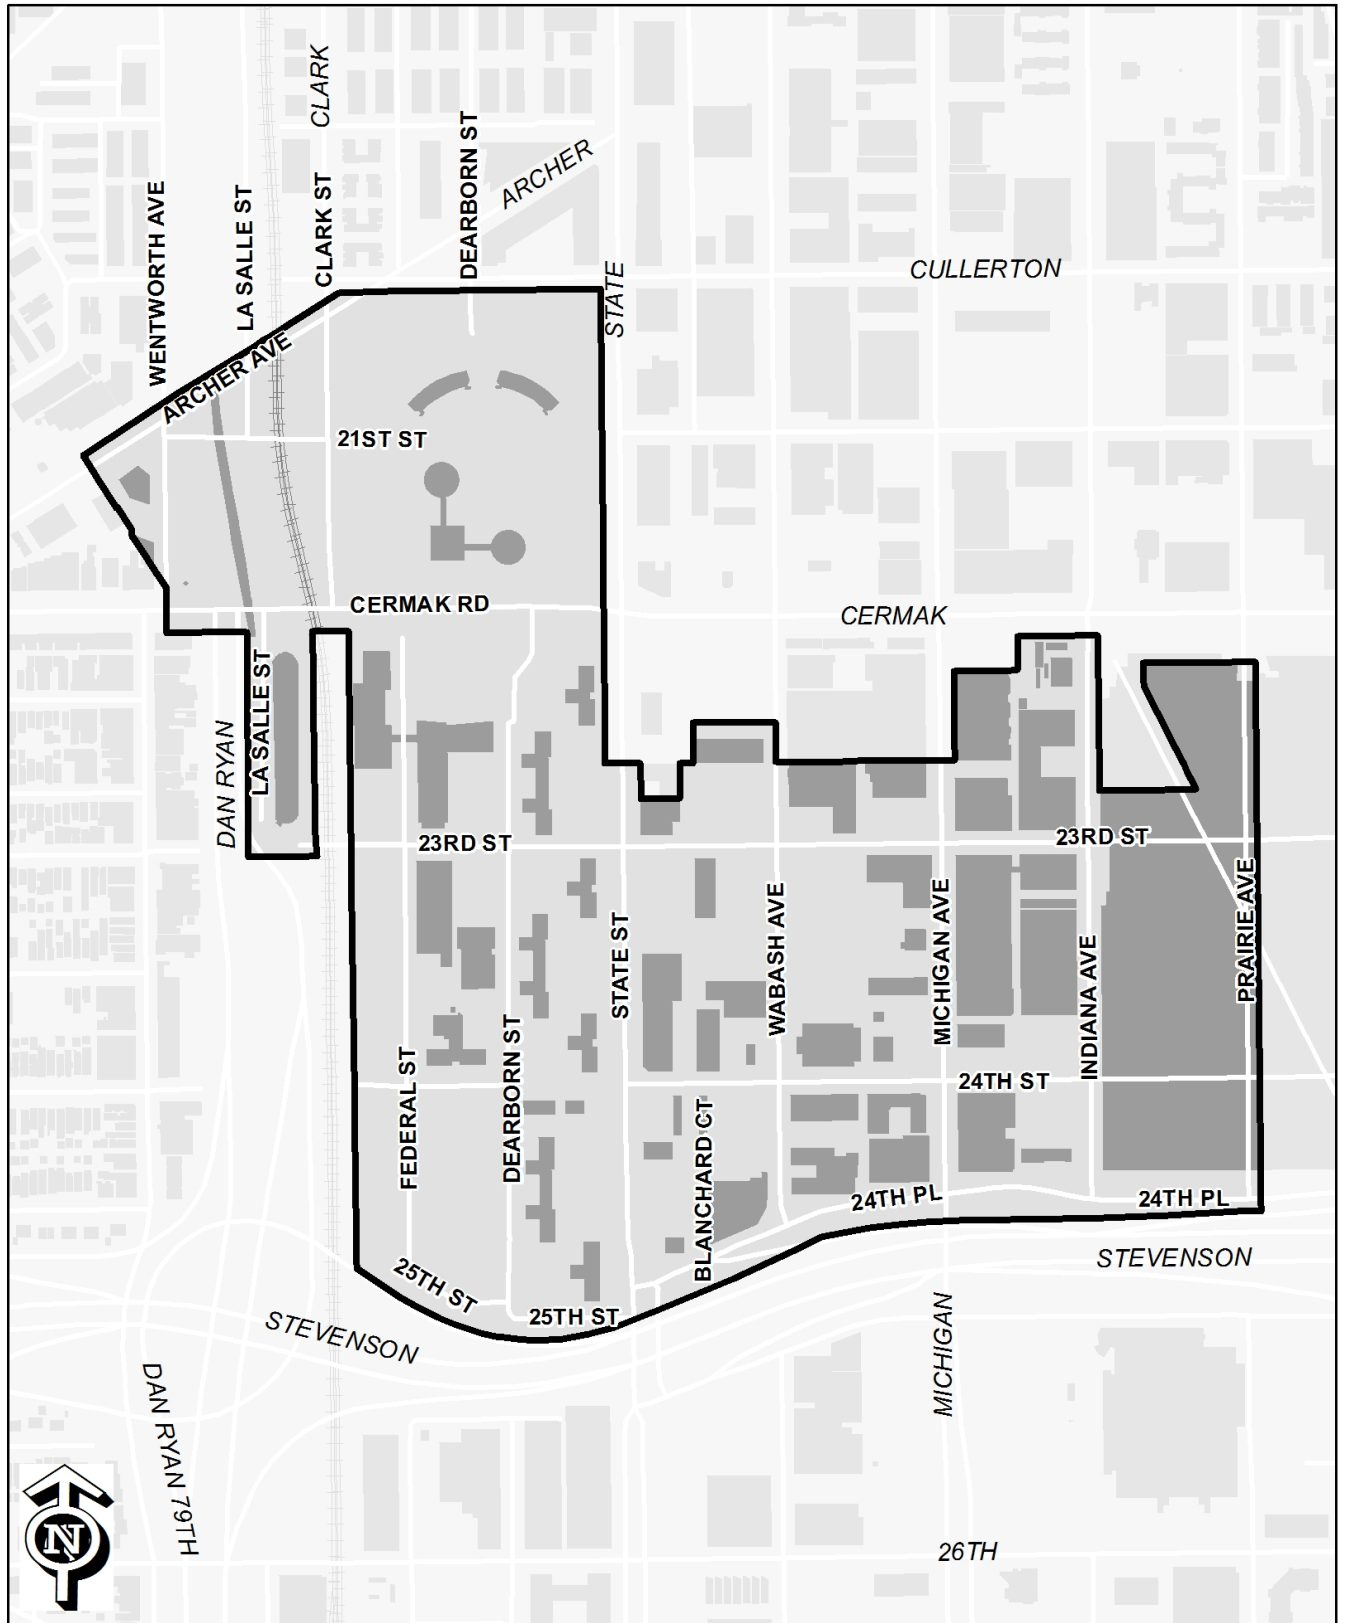 CLARK
DEARBORN ST
ARCHER
WENTWORTH AVE
LA SALLE ST
CLARK ST
STATE
CULLERTON
ARCHER AVE
21ST ST
CERMAK RD
CERMAK
LA SALLE ST
DAN RYAN
23RD ST
23RD ST
STATE ST
WABASH AVE
MICHIGAN AVE
INDIANA AVE
PRAIRIE AVE
FEDERAL ST
DEARBORN ST
24TH ST
BLANCHARD CT
24TH PL
24TH PL
25TH ST
25TH ST
STEVENSON
STEVENSON
MICHIGAN
DAN RYAN 79TH
26TH
N